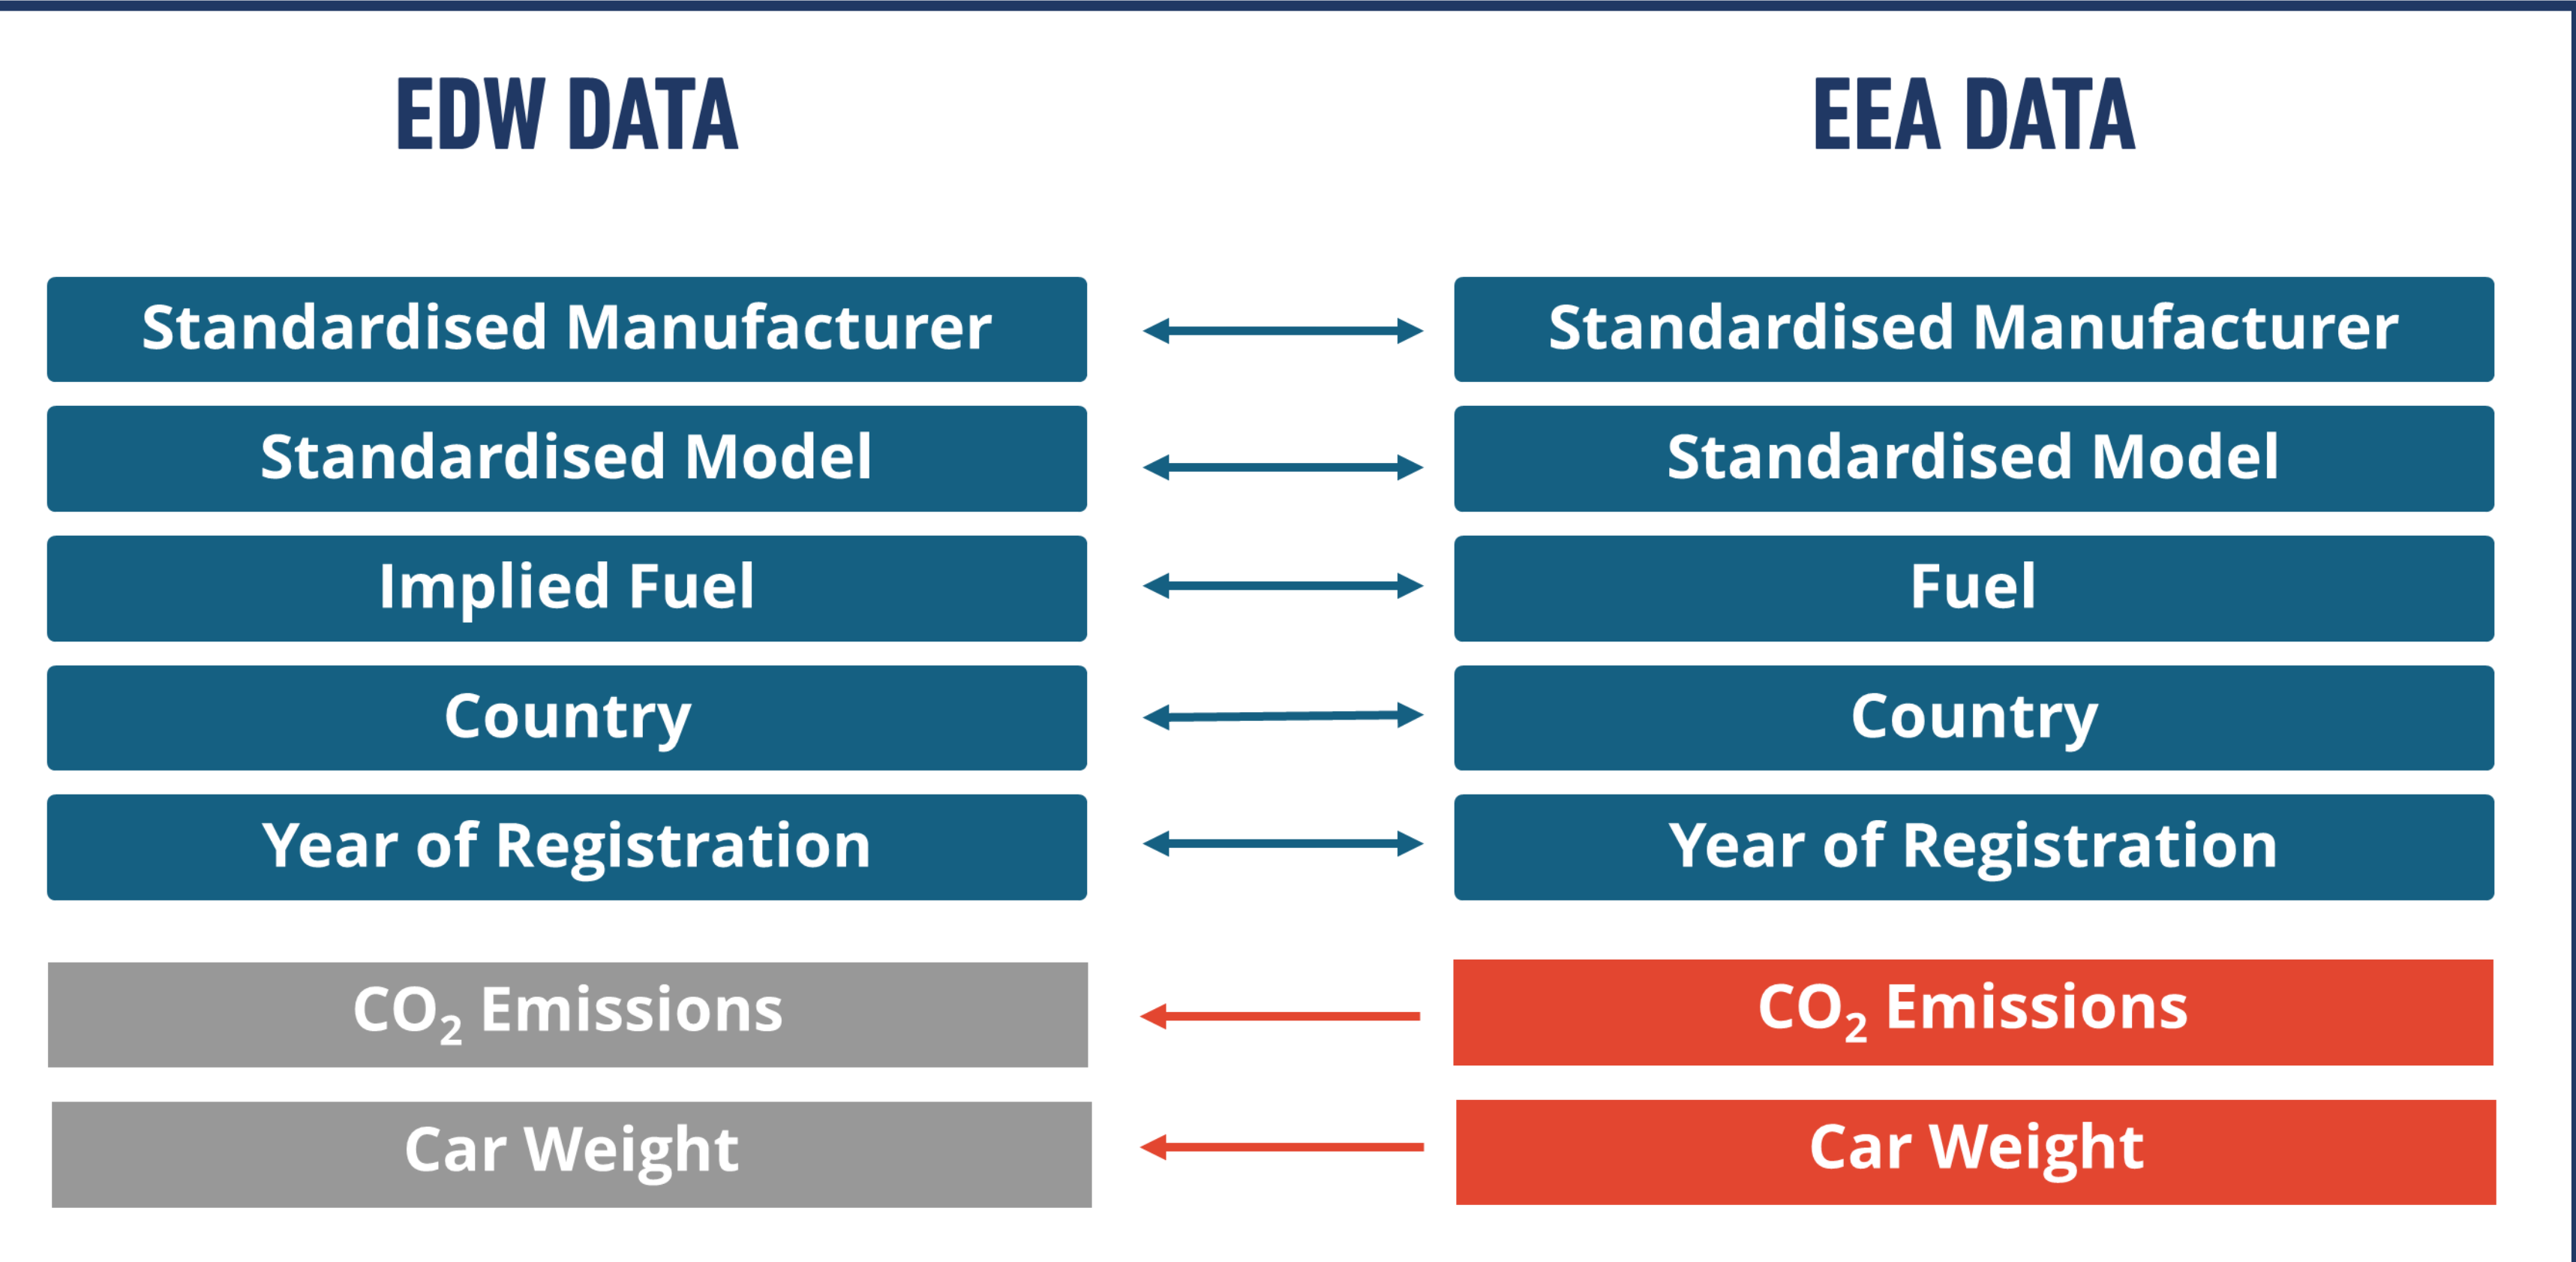 EDW DATA
EEA DATA
Standardised Manufacturer
Standardised Manufacturer
Standardised Model
Standardised Model
Implied Fuel
Fuel
Country
Country
Year of Registration
Year of Registration
CO₂ Emissions
CO₂ Emissions
Car Weight
Car Weight